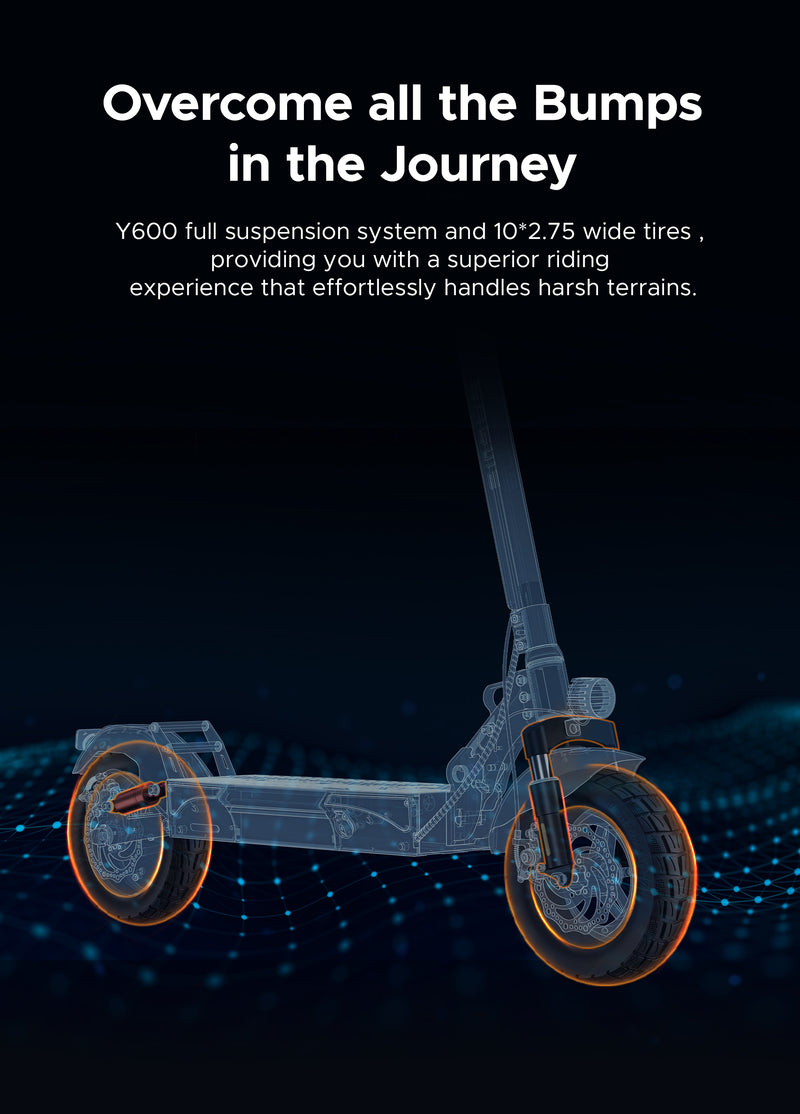 Overcome all the Bumps
in the Journey
Y600 full suspension system and 10*2.75 wide tires ,
providing you with a superior riding
experience that effortlessly handles harsh terrains.